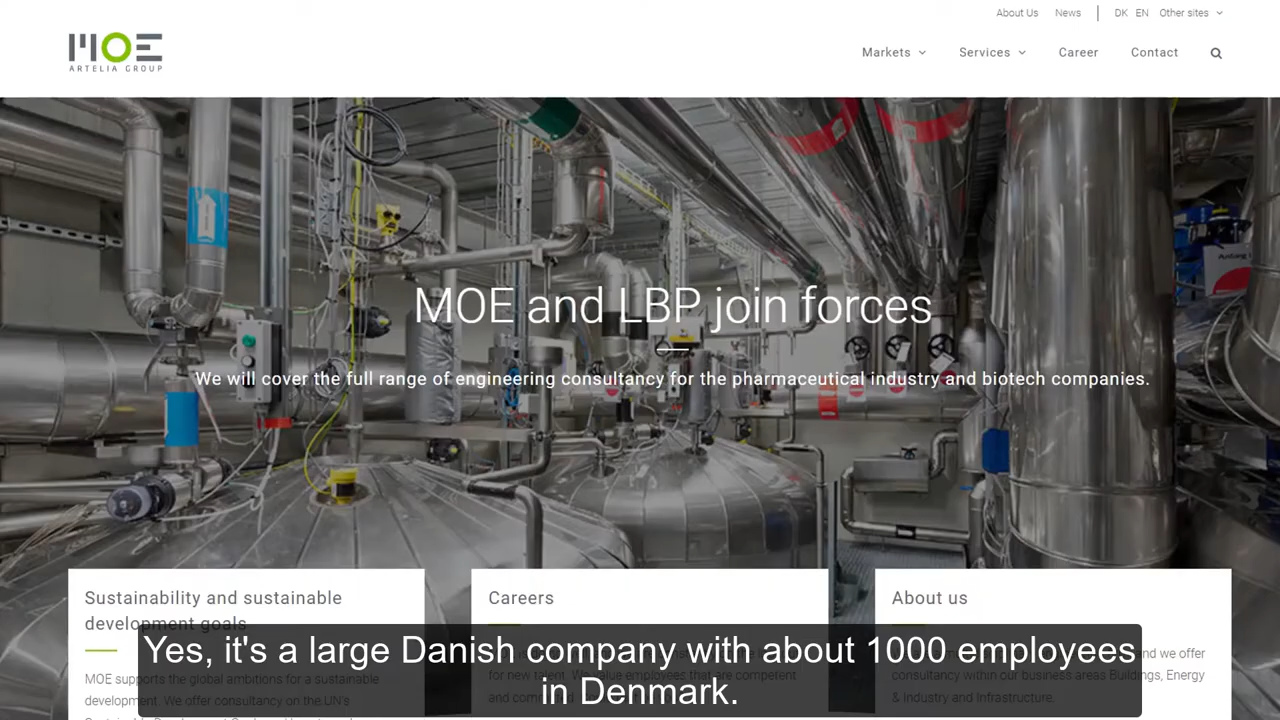 About Us News DK EN Other sites
MOE
ARTELIA GROUP
Markets Services Career Contact
MOE and LBP join forces
We will cover the full range of engineering consultancy for the pharmaceutical industry and biotech companies.
Sustainability and sustainable
development goals
MOE supports the global ambitions for a sustainable
development. We offer consultancy on the UN's
Careers
for new talent. We value employees that are competent
and
About us
and we offer
consultancy within our business areas Buildings, Energy
& Industry and Infrastructure.
Yes, it's a large Danish company with about 1000 employees
in Denmark.